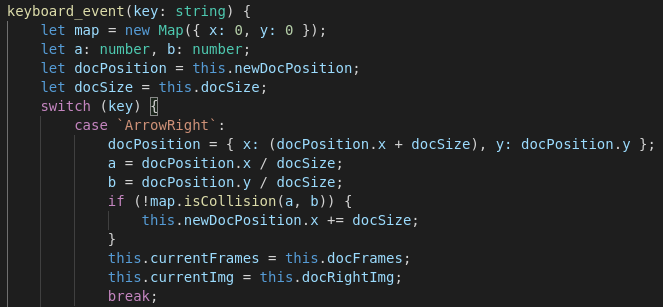 keyboard_event(key: string) {
let map = new Map({ x: 0, y: 0 });
let a: number, b: number;
let docPosition = this.newDocPosition;
let docSize = this.docSize;
switch (key) {
case `ArrowRight`:
docPosition = { x: (docPosition.x + docSize), y: docPosition.y };
a = docPosition.x / docSize;
b = docPosition.y / docSize;
if (!map.isCollision(a, b)) {
this.newDocPosition.x += docSize;
}
this.currentFrames = this.docFrames;
this.currentImg = this.docRightImg;
break;